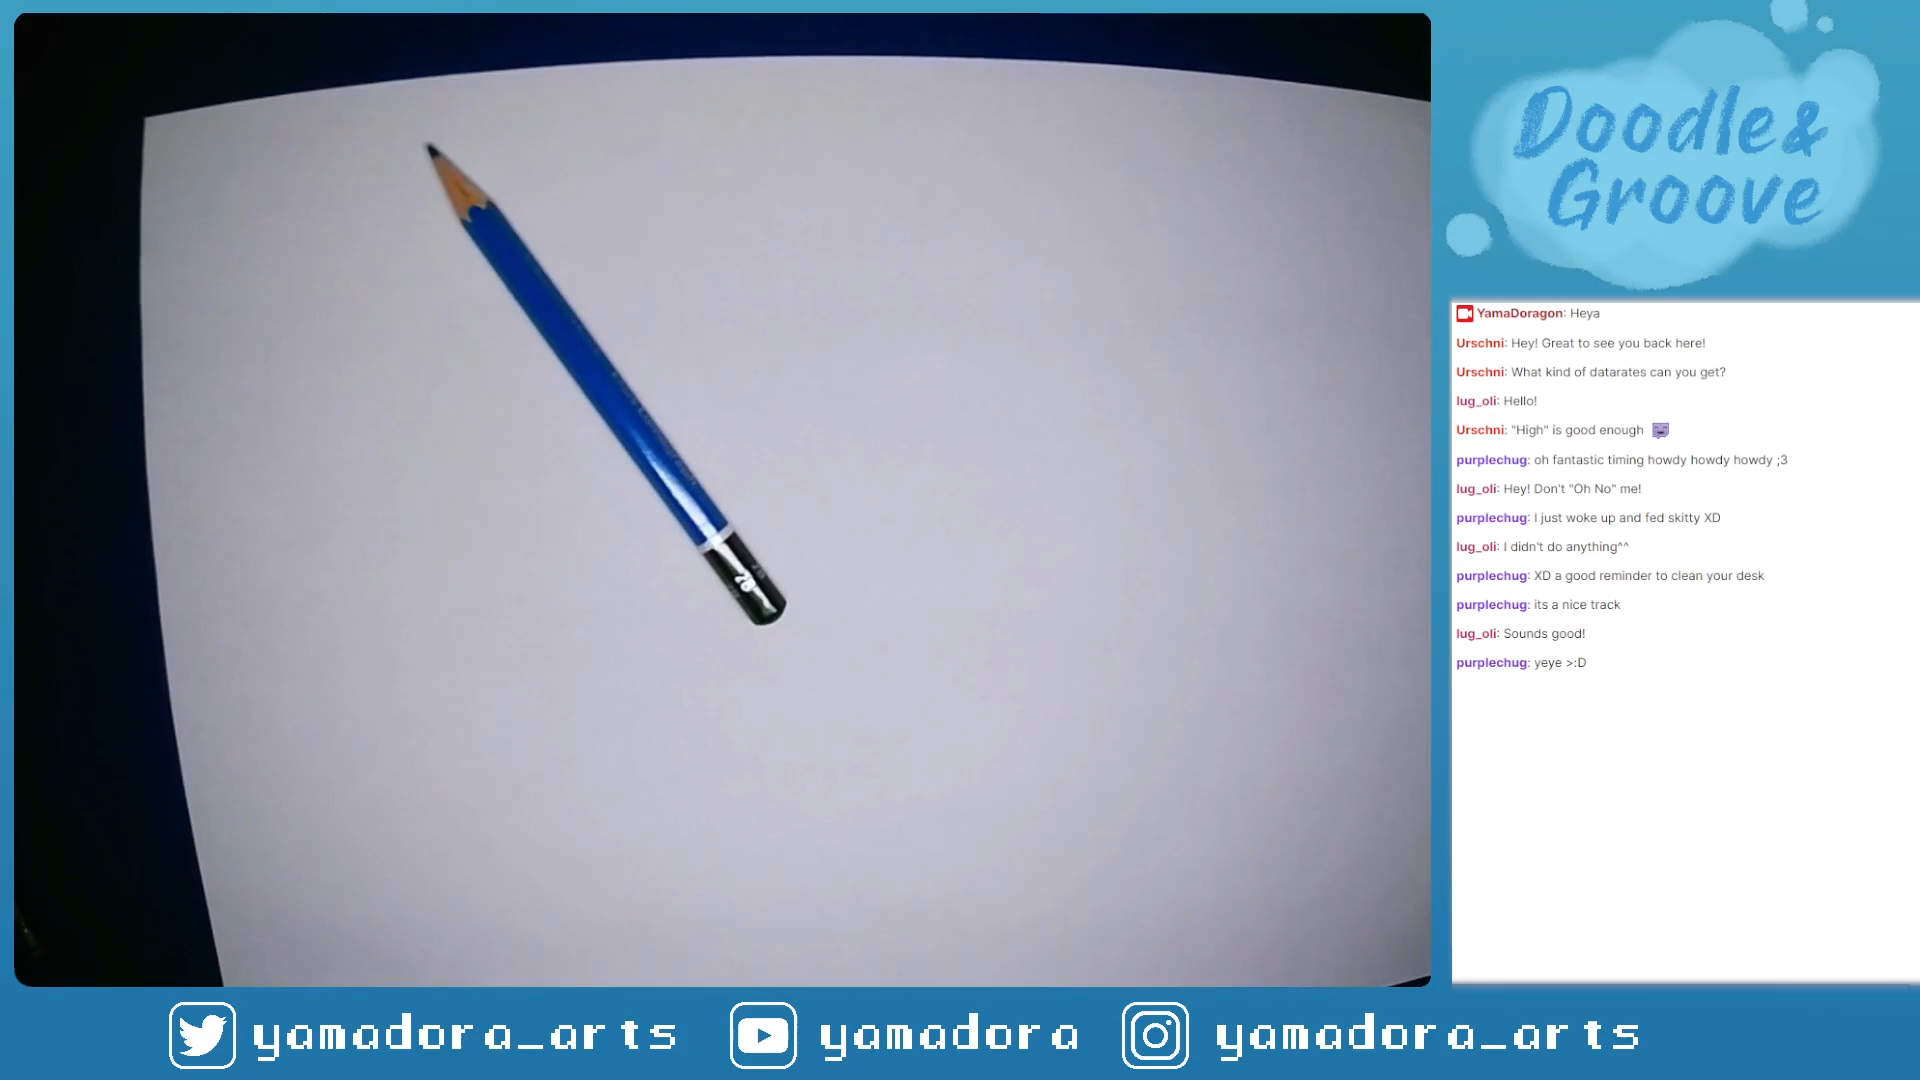 Doodle&
Groove
YamaDoragon: Heya
Urschni: Hey! Great to see you back here!
Urschni: What kind of datarates can you get?
lug_oli: Hello!
Urschni: "High" is good enough
purplechug: oh fantastic timing howdy howdy howdy ;3
lug_oli: Hey! Don't "Oh No" me!
purplechug: I just woke up and fed skitty XD
lug_oli: I didn't do anything^^
purplechug: XD a good reminder to clean your desk
purplechug: its a nice track
lug_oli: Sounds good!
purplechug: yeye >:D
yamadora_arts
yamadora
yamadora_arts